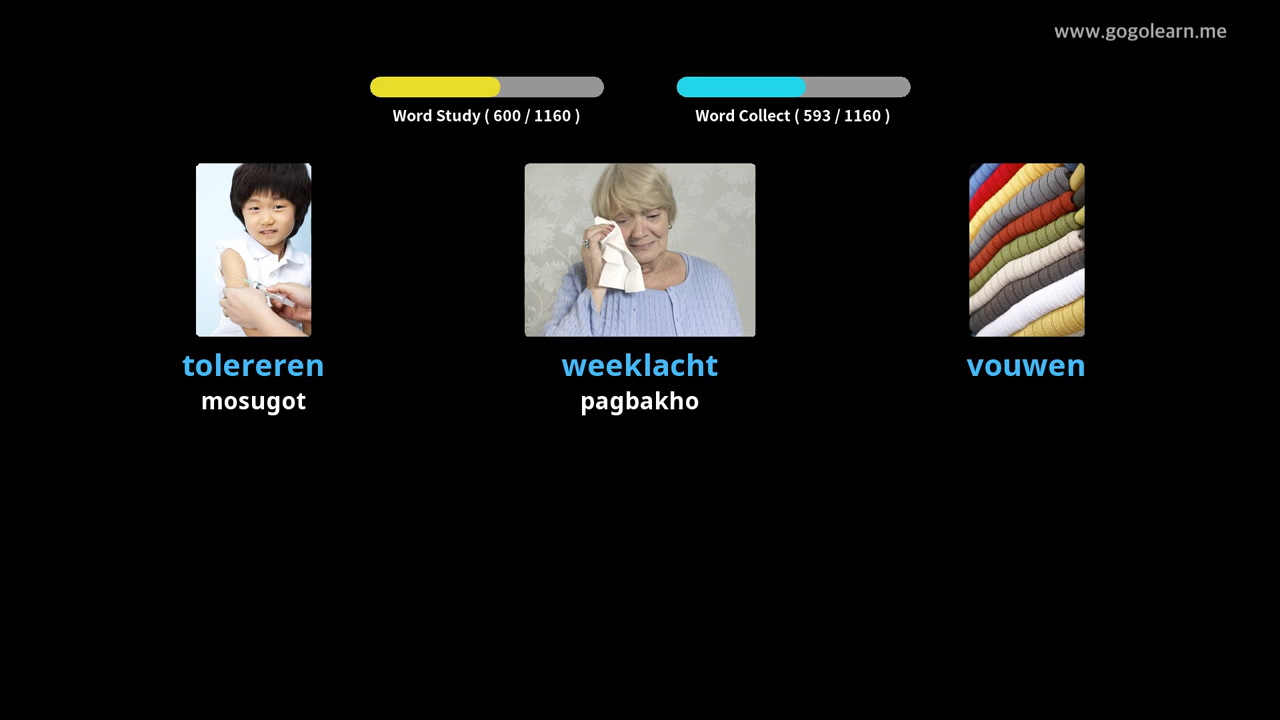 www.gogolearn.me
Word Study ( 600 / 1160 )
Word Collect ( 593 / 1160 )
tolereren
mosugot
weeklacht
pagbakho
vouwen